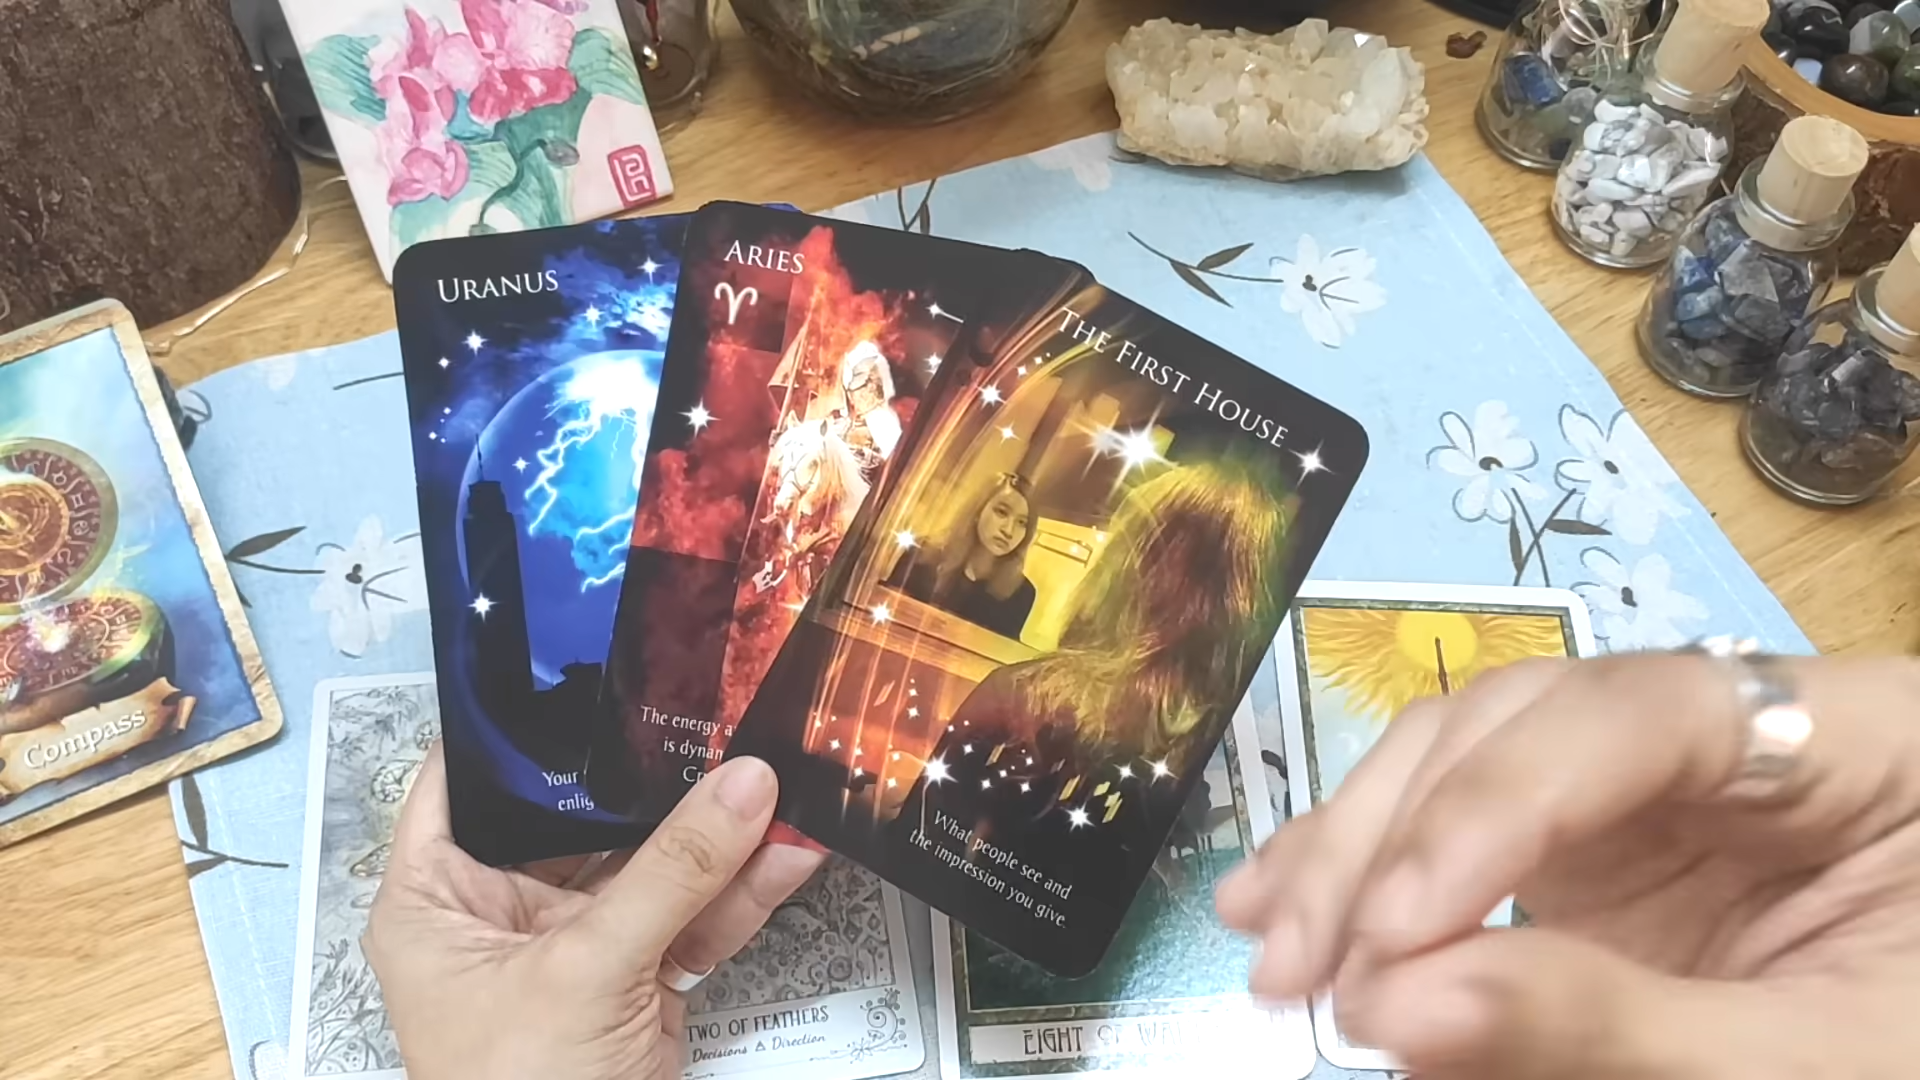 URANUS
ARIES
THE FIRST HOUSE
Compass
The energy
is dynam
Your
enlig
What people see and
the impression you give.
TWO OF FEATHERS
Decisions & Direction
EIGHT OF